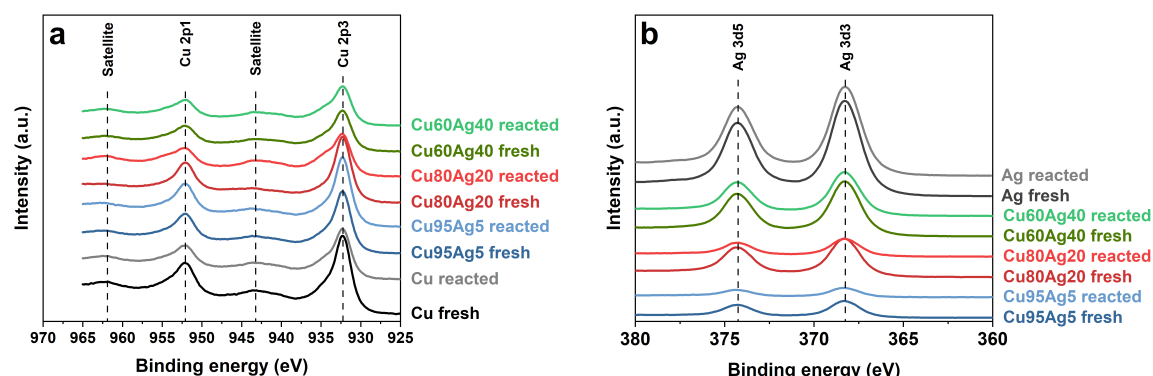 a
Intensity (a.u.)
Satellite
Cu 2p1
Satellite
Cu 2p3
Cu60Ag40 reacted
Cu60Ag40 fresh
Cu80Ag20 reacted
Cu80Ag20 fresh
Cu95Ag5 reacted
Cu95Ag5 fresh
Cu reacted
Cu fresh
970 965 960 955 950 945 940 935 930 925
Binding energy (eV)
b
Intensity (a.u.)
Ag 3d5
Ag 3d3
Ag reacted
Ag fresh
Cu60Ag40 reacted
Cu60Ag40 fresh
Cu80Ag20 reacted
Cu80Ag20 fresh
Cu95Ag5 reacted
Cu95Ag5 fresh
380 375 370 365 360
Binding energy (eV)